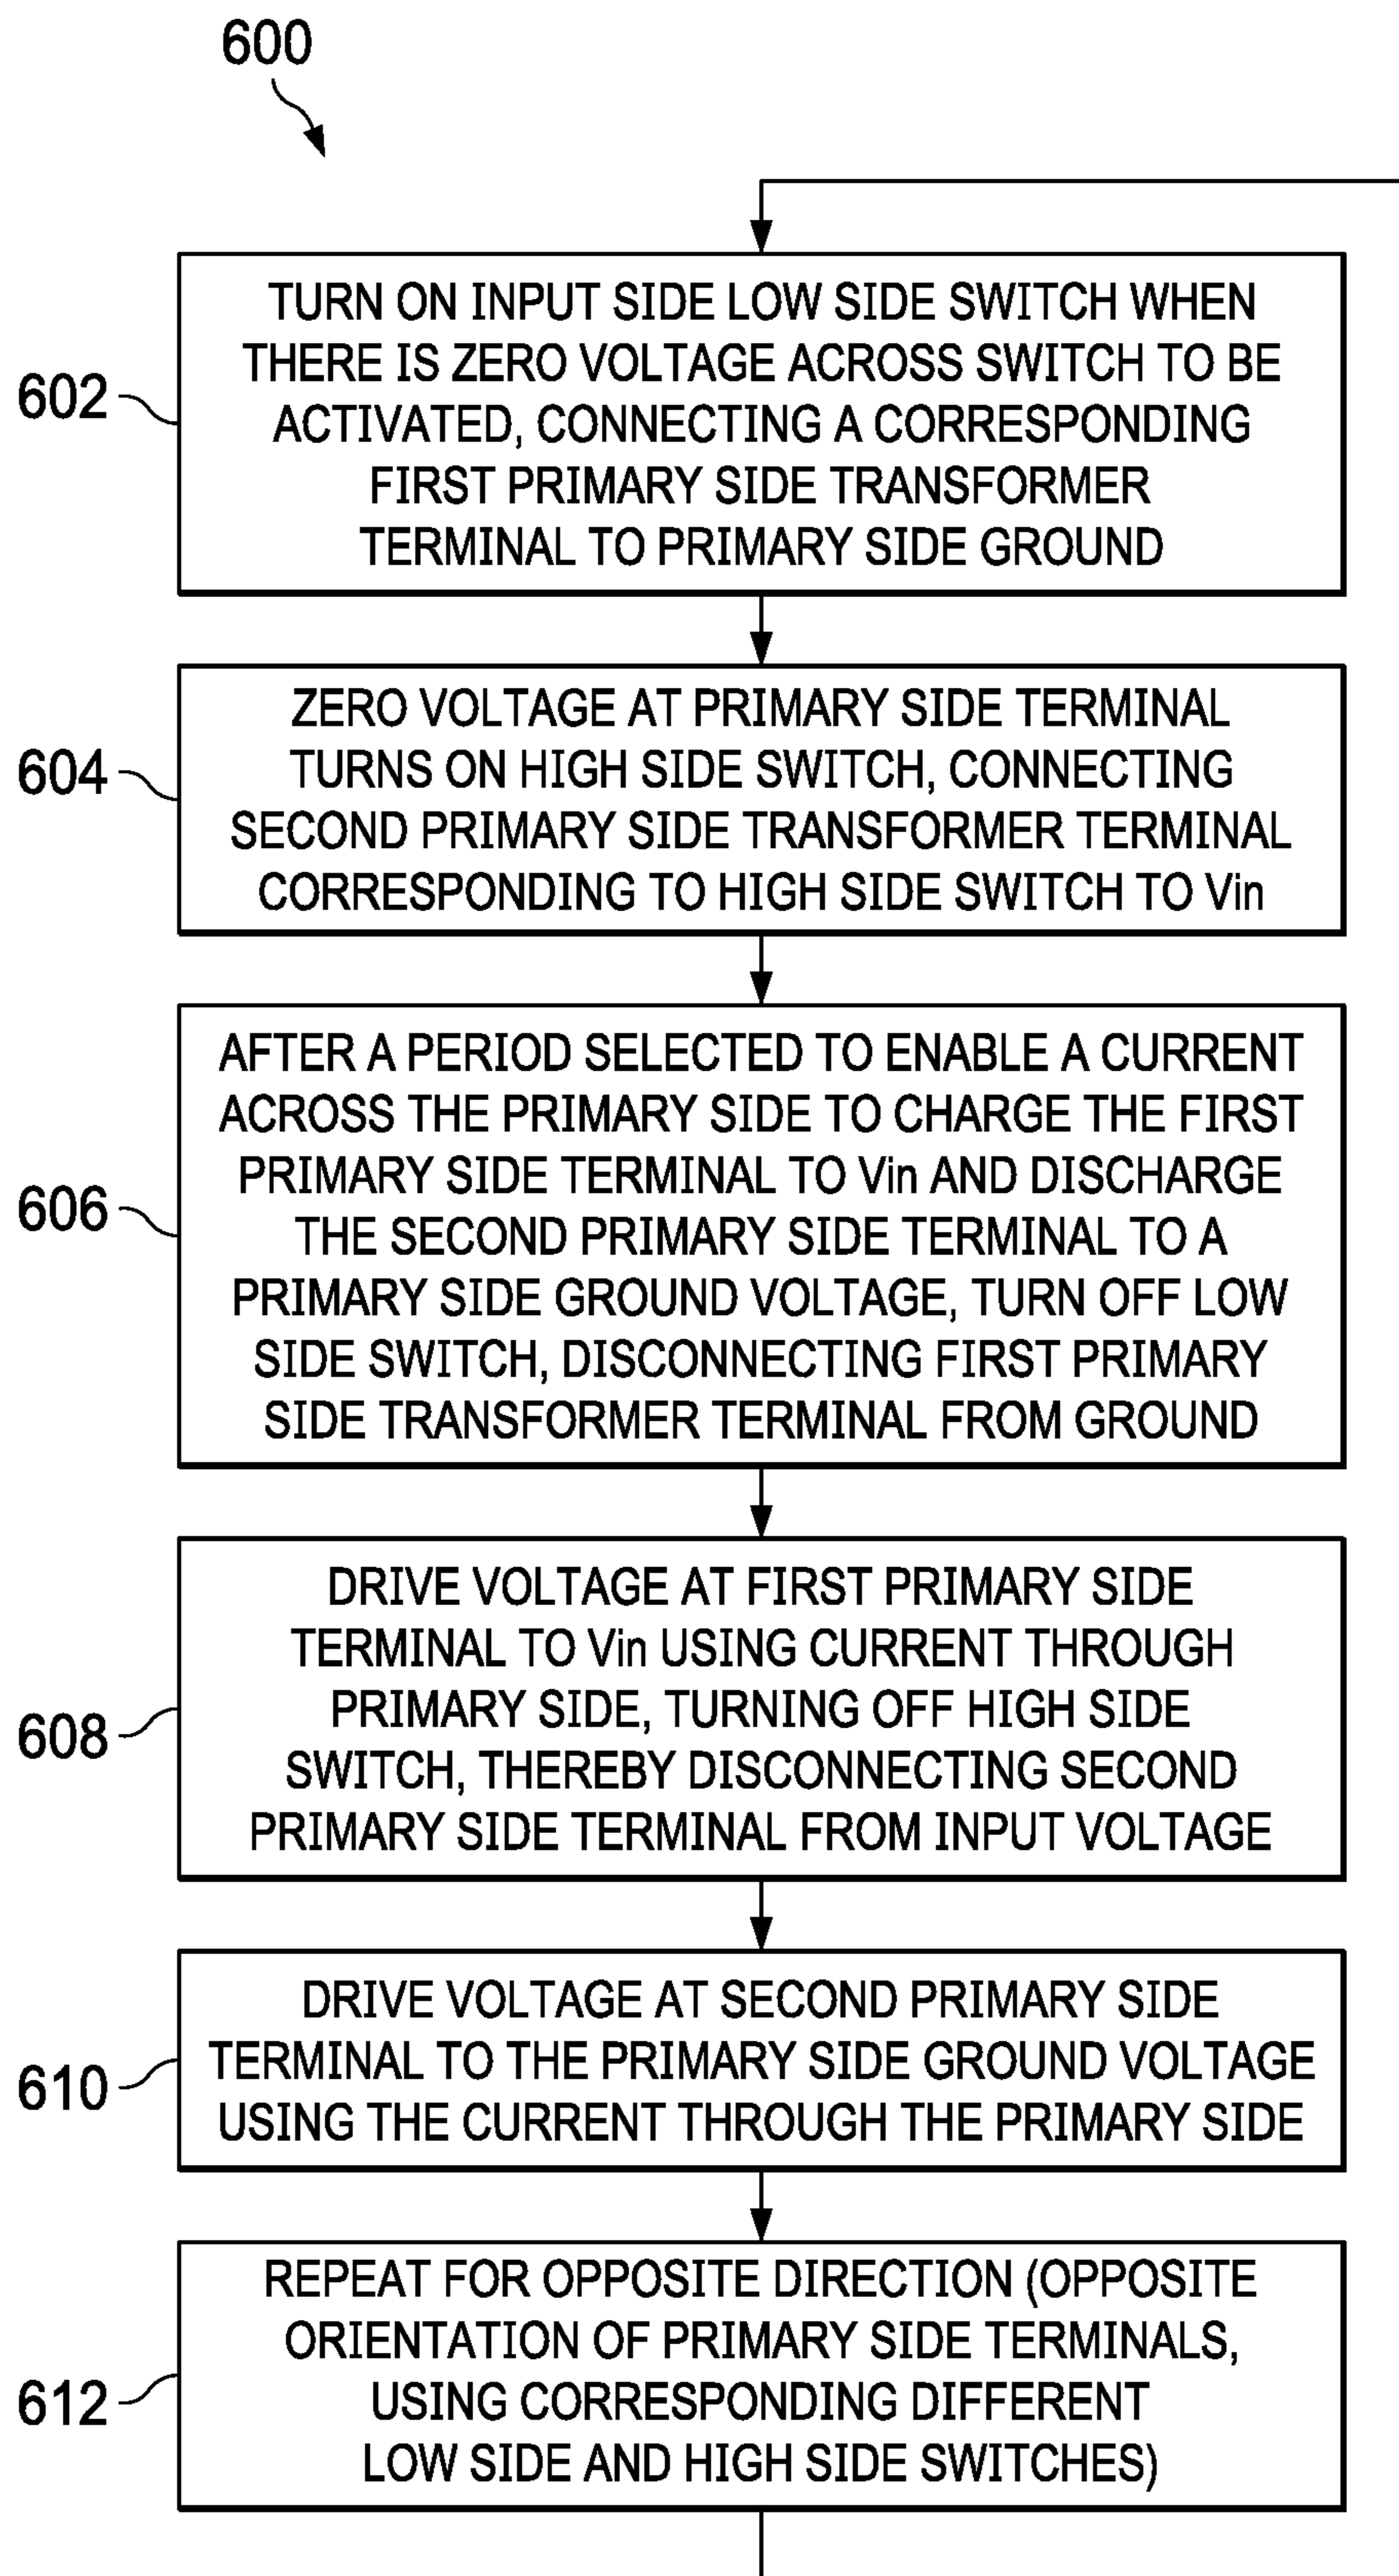 600
602
TURN ON INPUT SIDE LOW SIDE SWITCH WHEN
THERE IS ZERO VOLTAGE ACROSS SWITCH TO BE
ACTIVATED, CONNECTING A CORRESPONDING
FIRST PRIMARY SIDE TRANSFORMER
TERMINAL TO PRIMARY SIDE GROUND
604
ZERO VOLTAGE AT PRIMARY SIDE TERMINAL
TURNS ON HIGH SIDE SWITCH, CONNECTING
SECOND PRIMARY SIDE TRANSFORMER TERMINAL
CORRESPONDING TO HIGH SIDE SWITCH TO Vin
606
AFTER A PERIOD SELECTED TO ENABLE A CURRENT
ACROSS THE PRIMARY SIDE TO CHARGE THE FIRST
PRIMARY SIDE TERMINAL TO Vin AND DISCHARGE
THE SECOND PRIMARY SIDE TERMINAL TO A
PRIMARY SIDE GROUND VOLTAGE, TURN OFF LOW
SIDE SWITCH, DISCONNECTING FIRST PRIMARY
SIDE TRANSFORMER TERMINAL FROM GROUND
608
DRIVE VOLTAGE AT FIRST PRIMARY SIDE
TERMINAL TO Vin USING CURRENT THROUGH
PRIMARY SIDE, TURNING OFF HIGH SIDE
SWITCH, THEREBY DISCONNECTING SECOND
PRIMARY SIDE TERMINAL FROM INPUT VOLTAGE
610
DRIVE VOLTAGE AT SECOND PRIMARY SIDE
TERMINAL TO THE PRIMARY SIDE GROUND VOLTAGE
USING THE CURRENT THROUGH THE PRIMARY SIDE
612
REPEAT FOR OPPOSITE DIRECTION (OPPOSITE
ORIENTATION OF PRIMARY SIDE TERMINALS,
USING CORRESPONDING DIFFERENT
LOW SIDE AND HIGH SIDE SWITCHES)